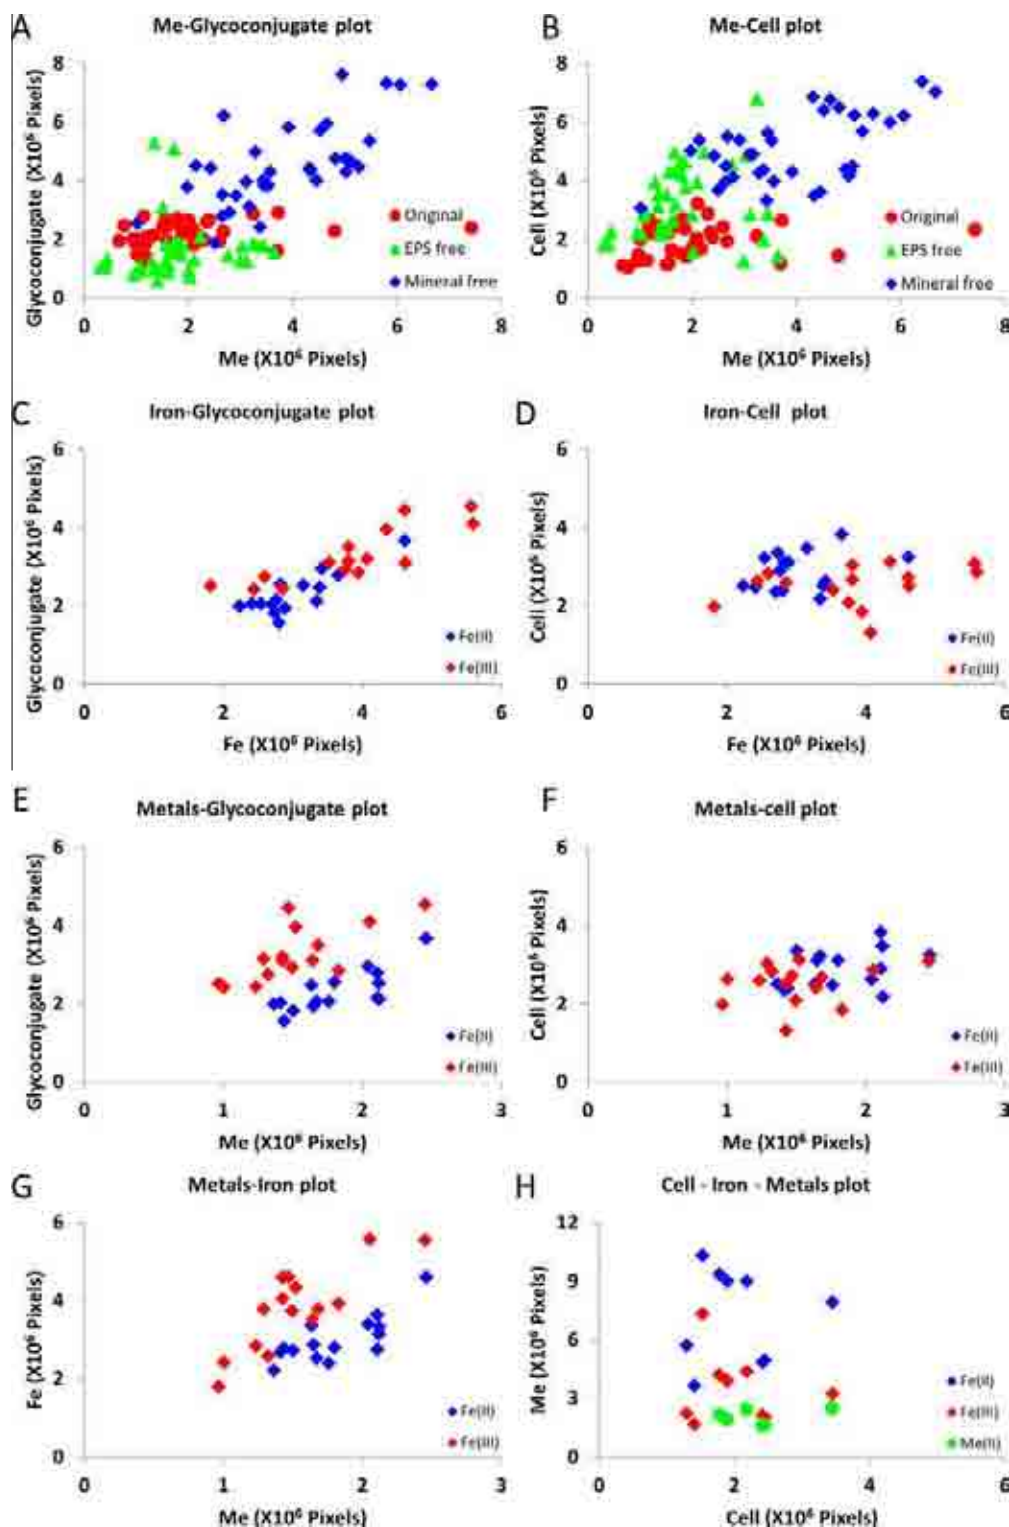 A
Me-Glycoconjugate plot
Glycoconjugate (X10⁶ Pixels)
8
6
4
2
0
Original
EPS free
Mineral free
0 2 4 6 8
Me (X10⁶ Pixels)
B
Me-Cell plot
Cell (X10⁶ Pixels)
8
6
4
2
0
Original
EPS free
Mineral free
0 2 4 6 8
Me (X10⁶ Pixels)
C
Iron-Glycoconjugate plot
Glycoconjugate (X10⁶ Pixels)
6
4
2
0
Fe(II)
Fe(III)
0 2 4 6
Fe (X10⁶ Pixels)
D
Iron-Cell plot
Cell (X10⁶ Pixels)
6
4
2
0
Fe(II)
Fe(III)
0 2 4 6
Fe (X10⁶ Pixels)
E
Metals-Glycoconjugate plot
Glycoconjugate (X10⁶ Pixels)
6
4
2
0
Fe(II)
Fe(III)
0 1 2 3
Me (X10⁶ Pixels)
F
Metals-cell plot
Cell (X10⁶ Pixels)
6
4
2
0
Fe(II)
Fe(III)
0 1 2 3
Me (X10⁶ Pixels)
G
Metals-Iron plot
Fe (X10⁶ Pixels)
6
4
2
0
Fe(II)
Fe(III)
0 1 2 3
Me (X10⁶ Pixels)
H
Cell - Iron - Metals plot
Me (X10⁶ Pixels)
12
9
6
3
0
Fe(II)
Fe(III)
Me(II)
0 2 4 6
Cell (X10⁶ Pixels)